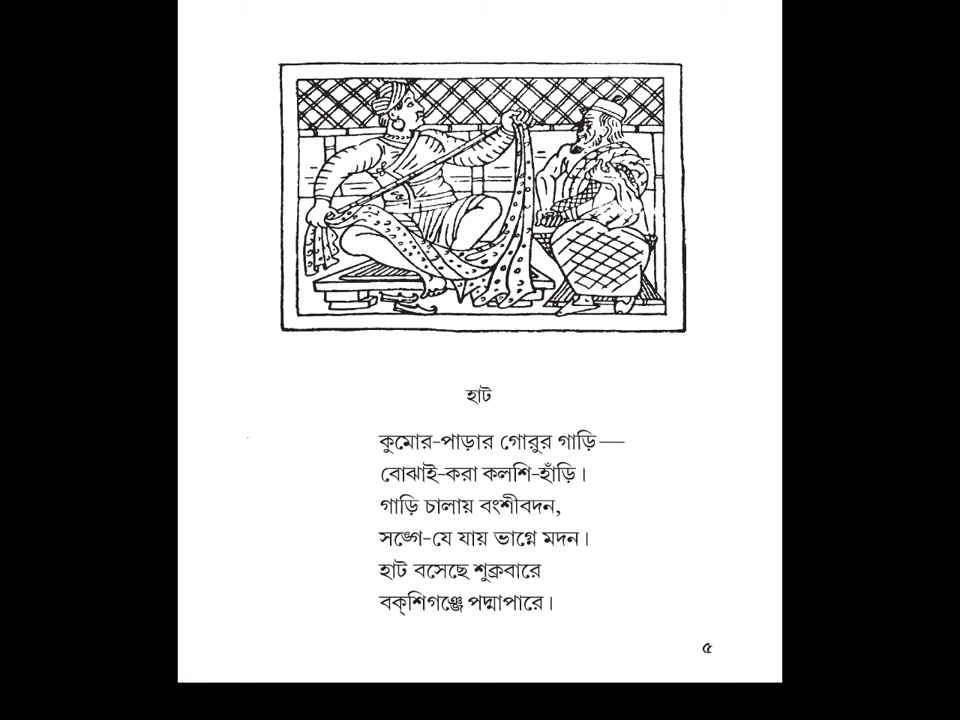 হাট
কুমোর-পাড়ার গোরুর গাড়ি—
বোঝাই-করা কলশি-হাঁড়ি।
গাড়ি চালায় বংশীবদন,
সঙ্গে-যে যায় ভাগ্নে মদন।
হাট বসেছে শুক্রবারে
বক্‌শিগঞ্জে পদ্মাপারে।
৫